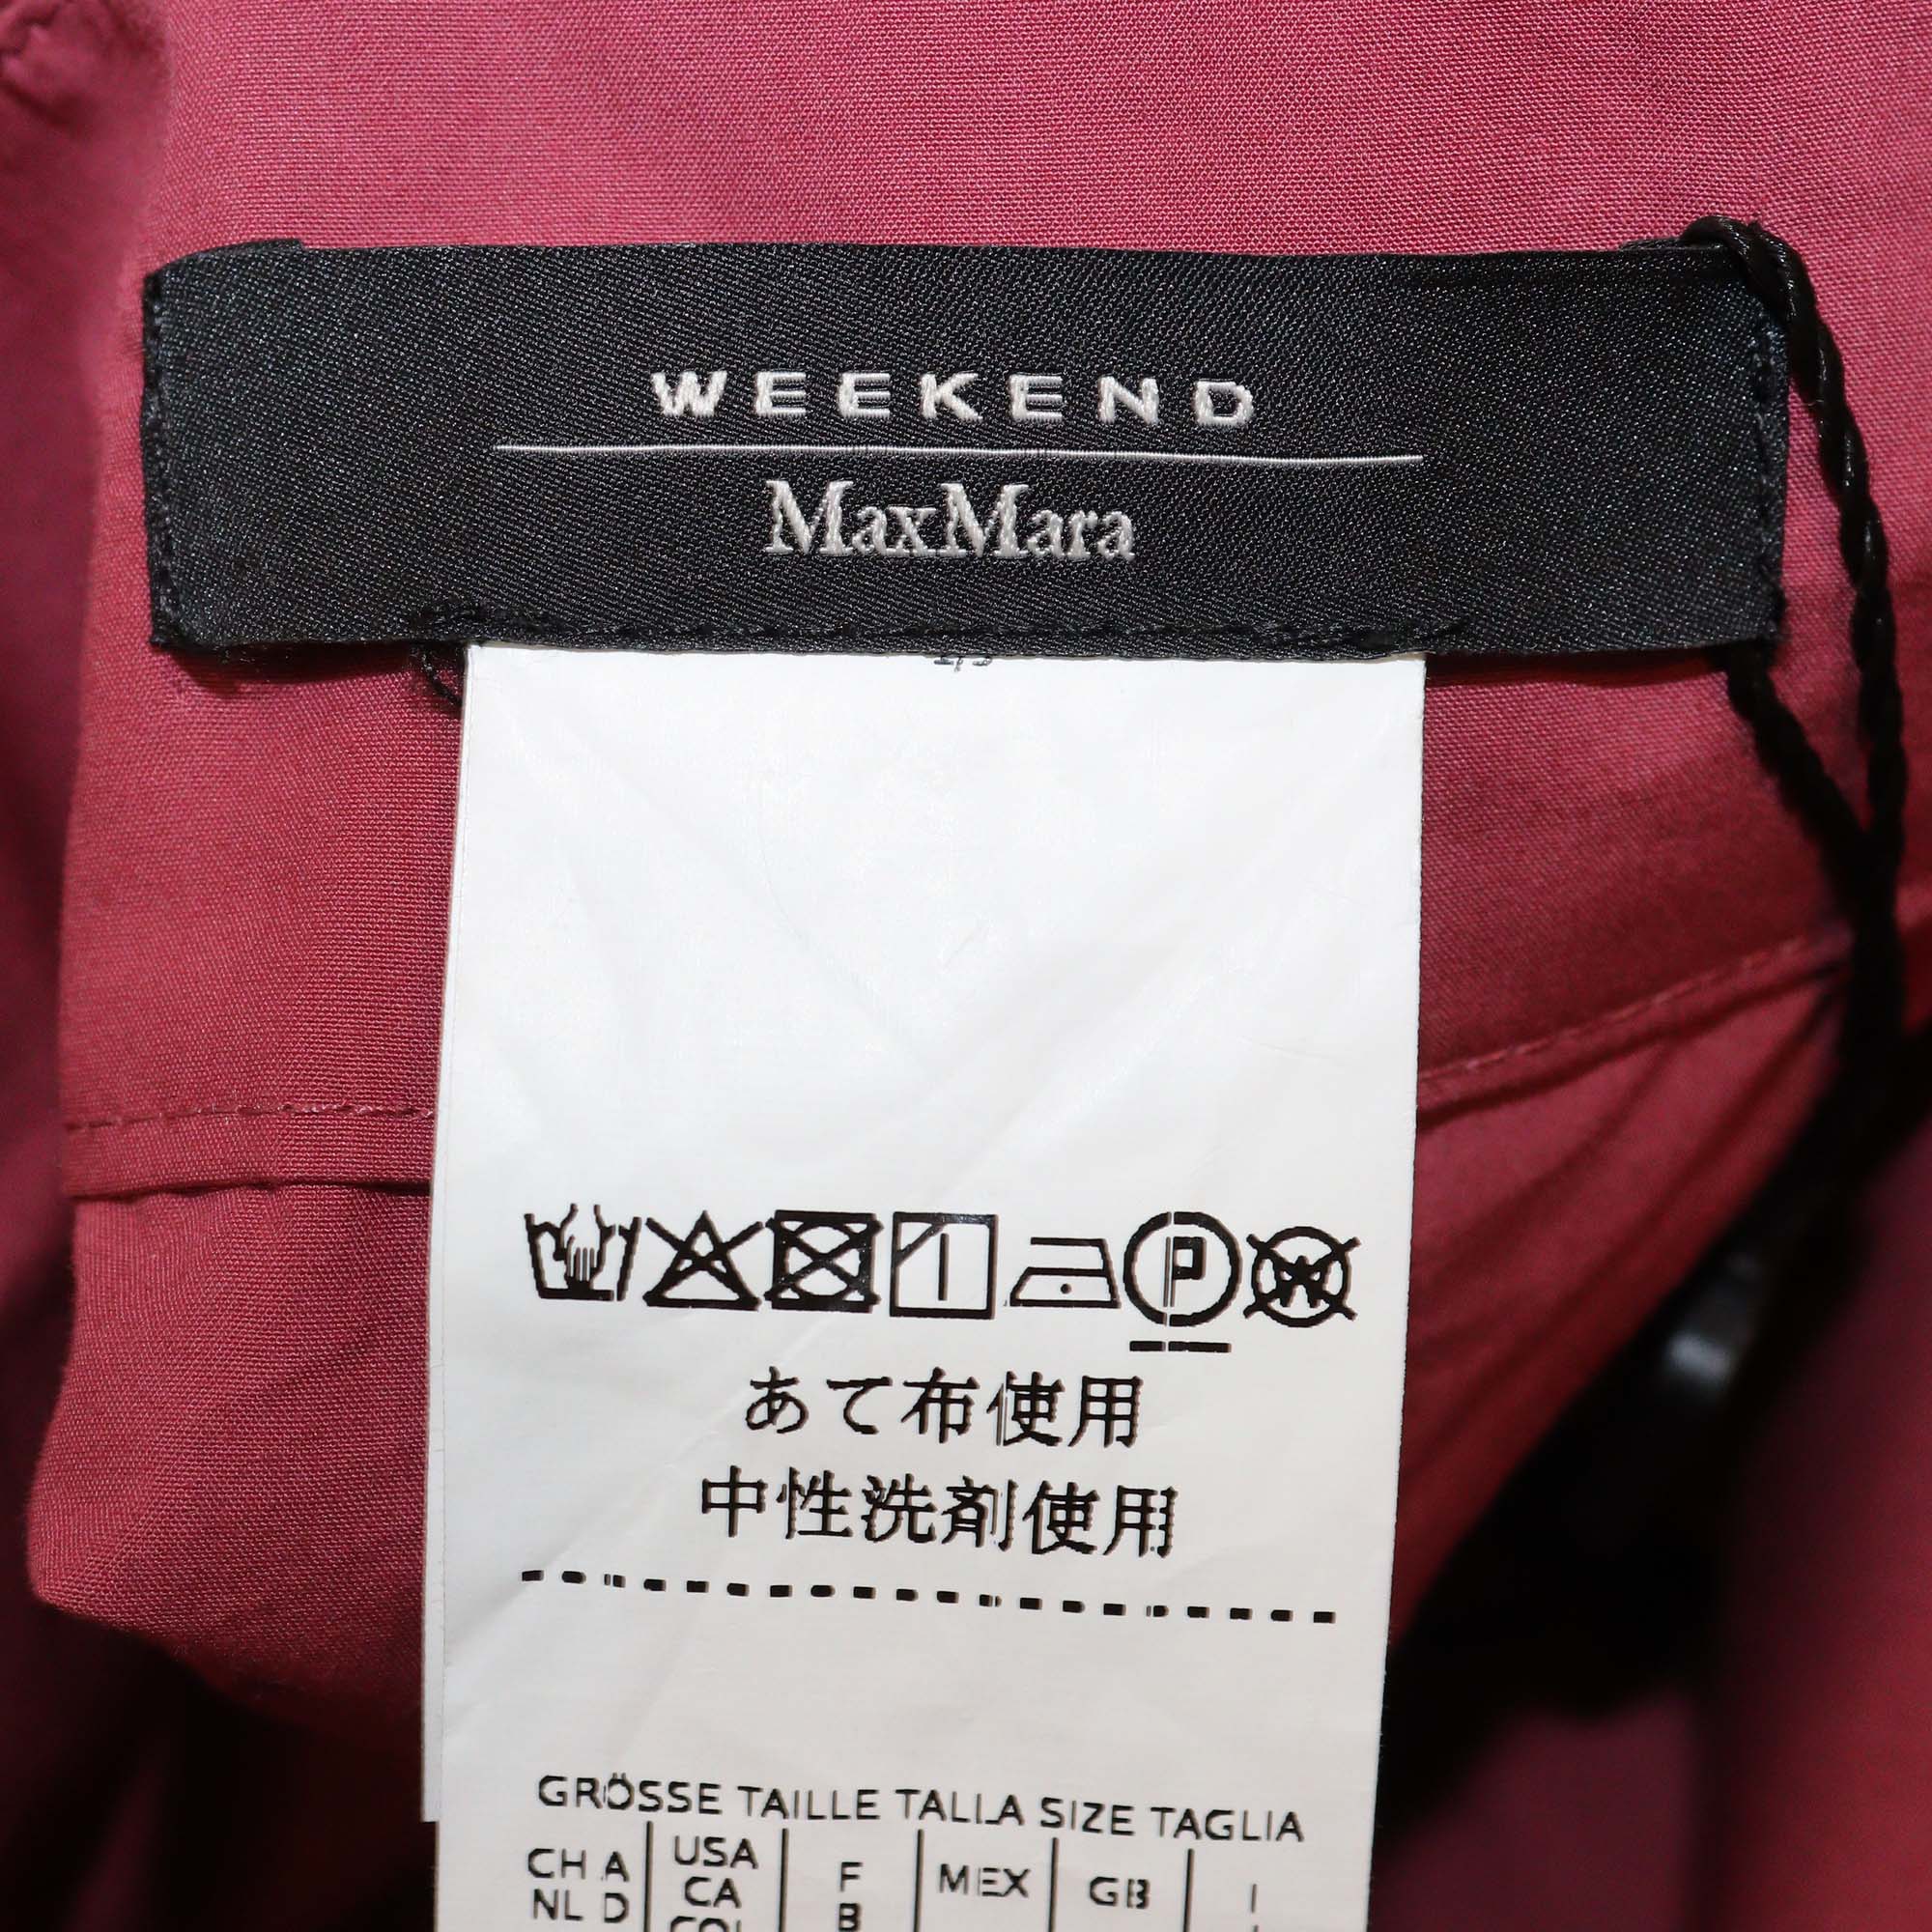 WEEKEND
MaxMara
P W
あて布使用
中性洗剤使用
GRÖSSE TAILLE TALLA SIZE TAGLIA
CH A USA F MEX GB I
NL D CA B